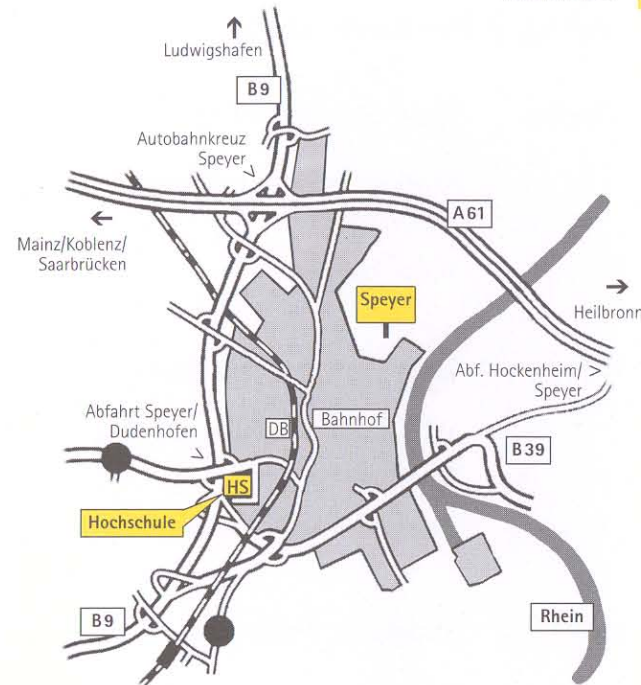 Ludwigshafen
B9
Autobahnkreuz
Speyer
A61
Mainz/Koblenz/
Saarbrücken
Speyer
Heilbronn
Abf. Hockenheim/
Speyer
Abfahrt Speyer/
Dudenhofen
DB
Bahnhof
B39
HS
Hochschule
B9
Rhein